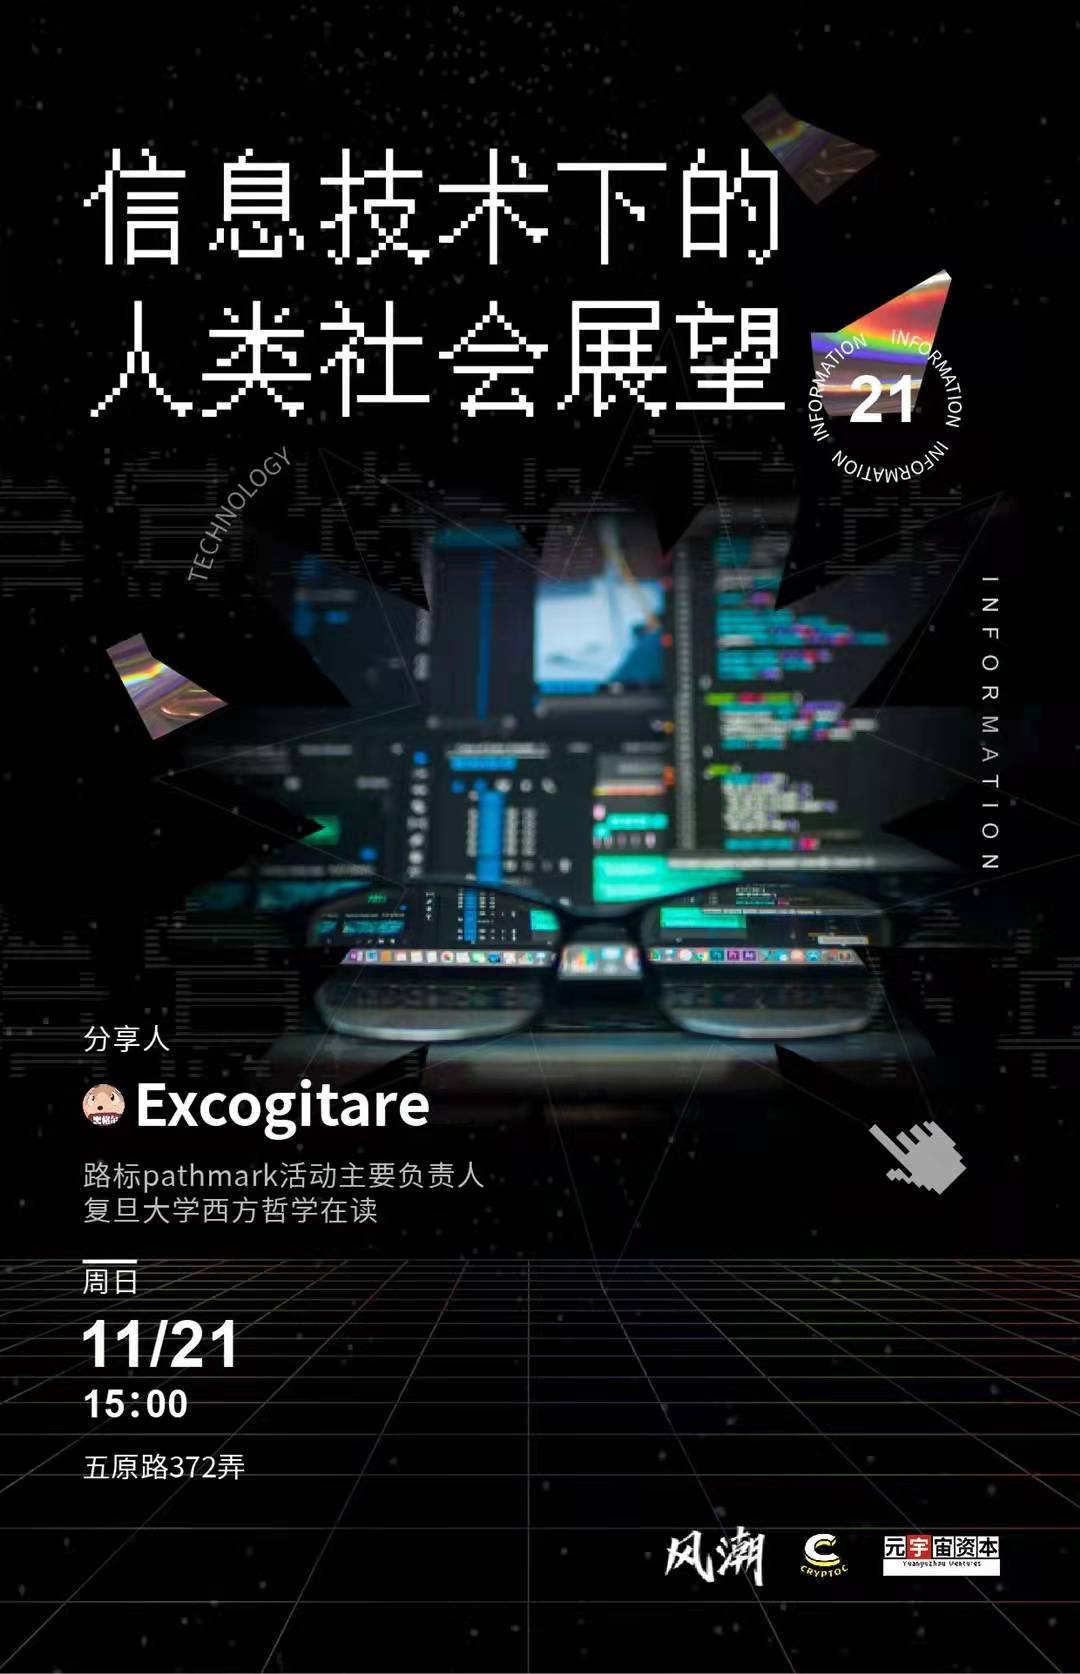 信息技术下的
人类社会展望
INFORMATION INFORMATION INFORMATION INFORMATION
21
TECHNOLOGY
INFORMATION
分享人
Excogitare
路标pathmark活动主要负责人
复旦大学西方哲学在读
周日
11/21
15:00
五原路372弄
风潮
CRYPTOC
元宇宙资本
Yuanyuzhou Ventures